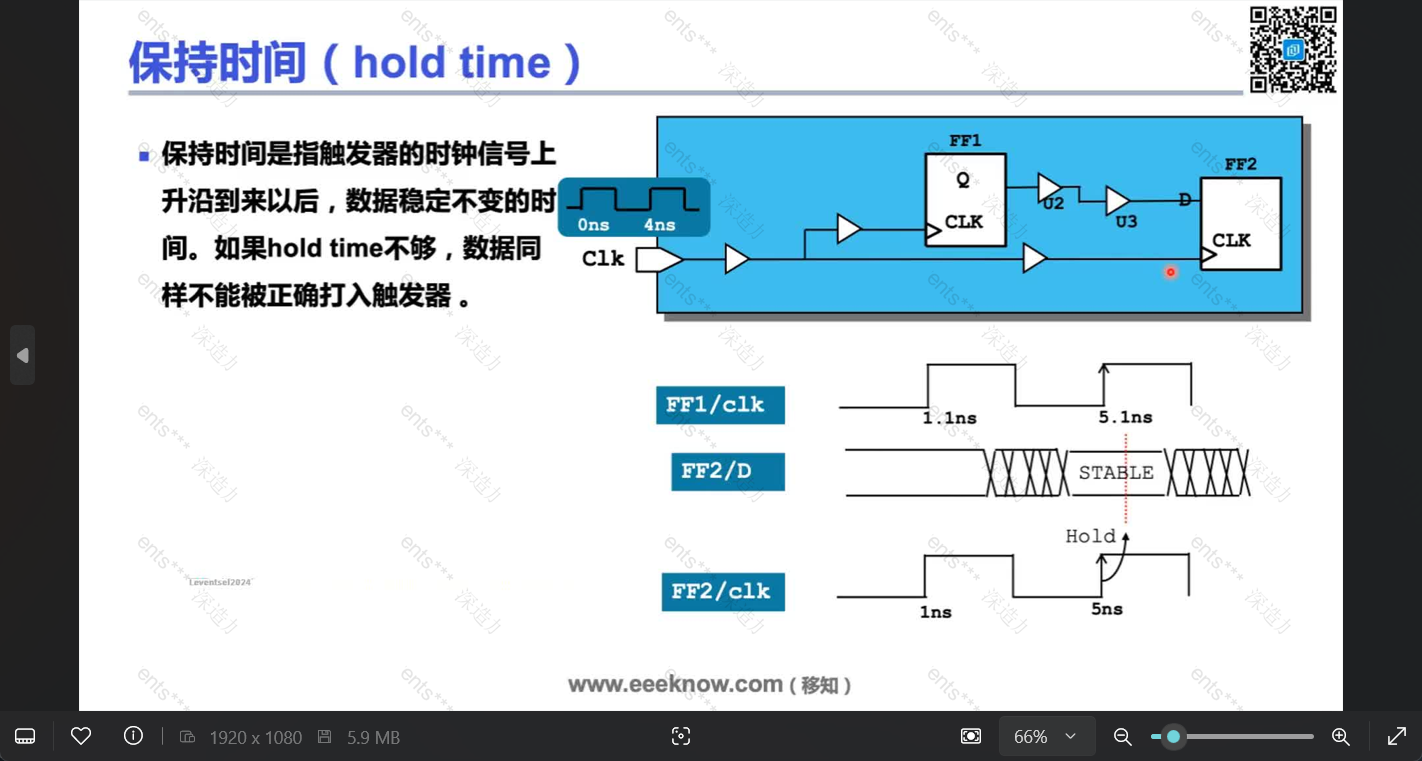 保持时间（hold time）
保持时间是指触发器的时钟信号上
升沿到来以后，数据稳定不变的时
间。如果hold time不够，数据同
样不能被正确打入触发器 。
0ns 4ns
Clk
FF1
Q
CLK
U2
U3
FF2
D
CLK
FF1/clk
1.1ns 5.1ns
FF2/D
STABLE
Hold
FF2/clk
1ns 5ns
Leventsel2024
www.eeeknow.com（移知）
ents***
深造力
1920 x 1080 5.9 MB
66%